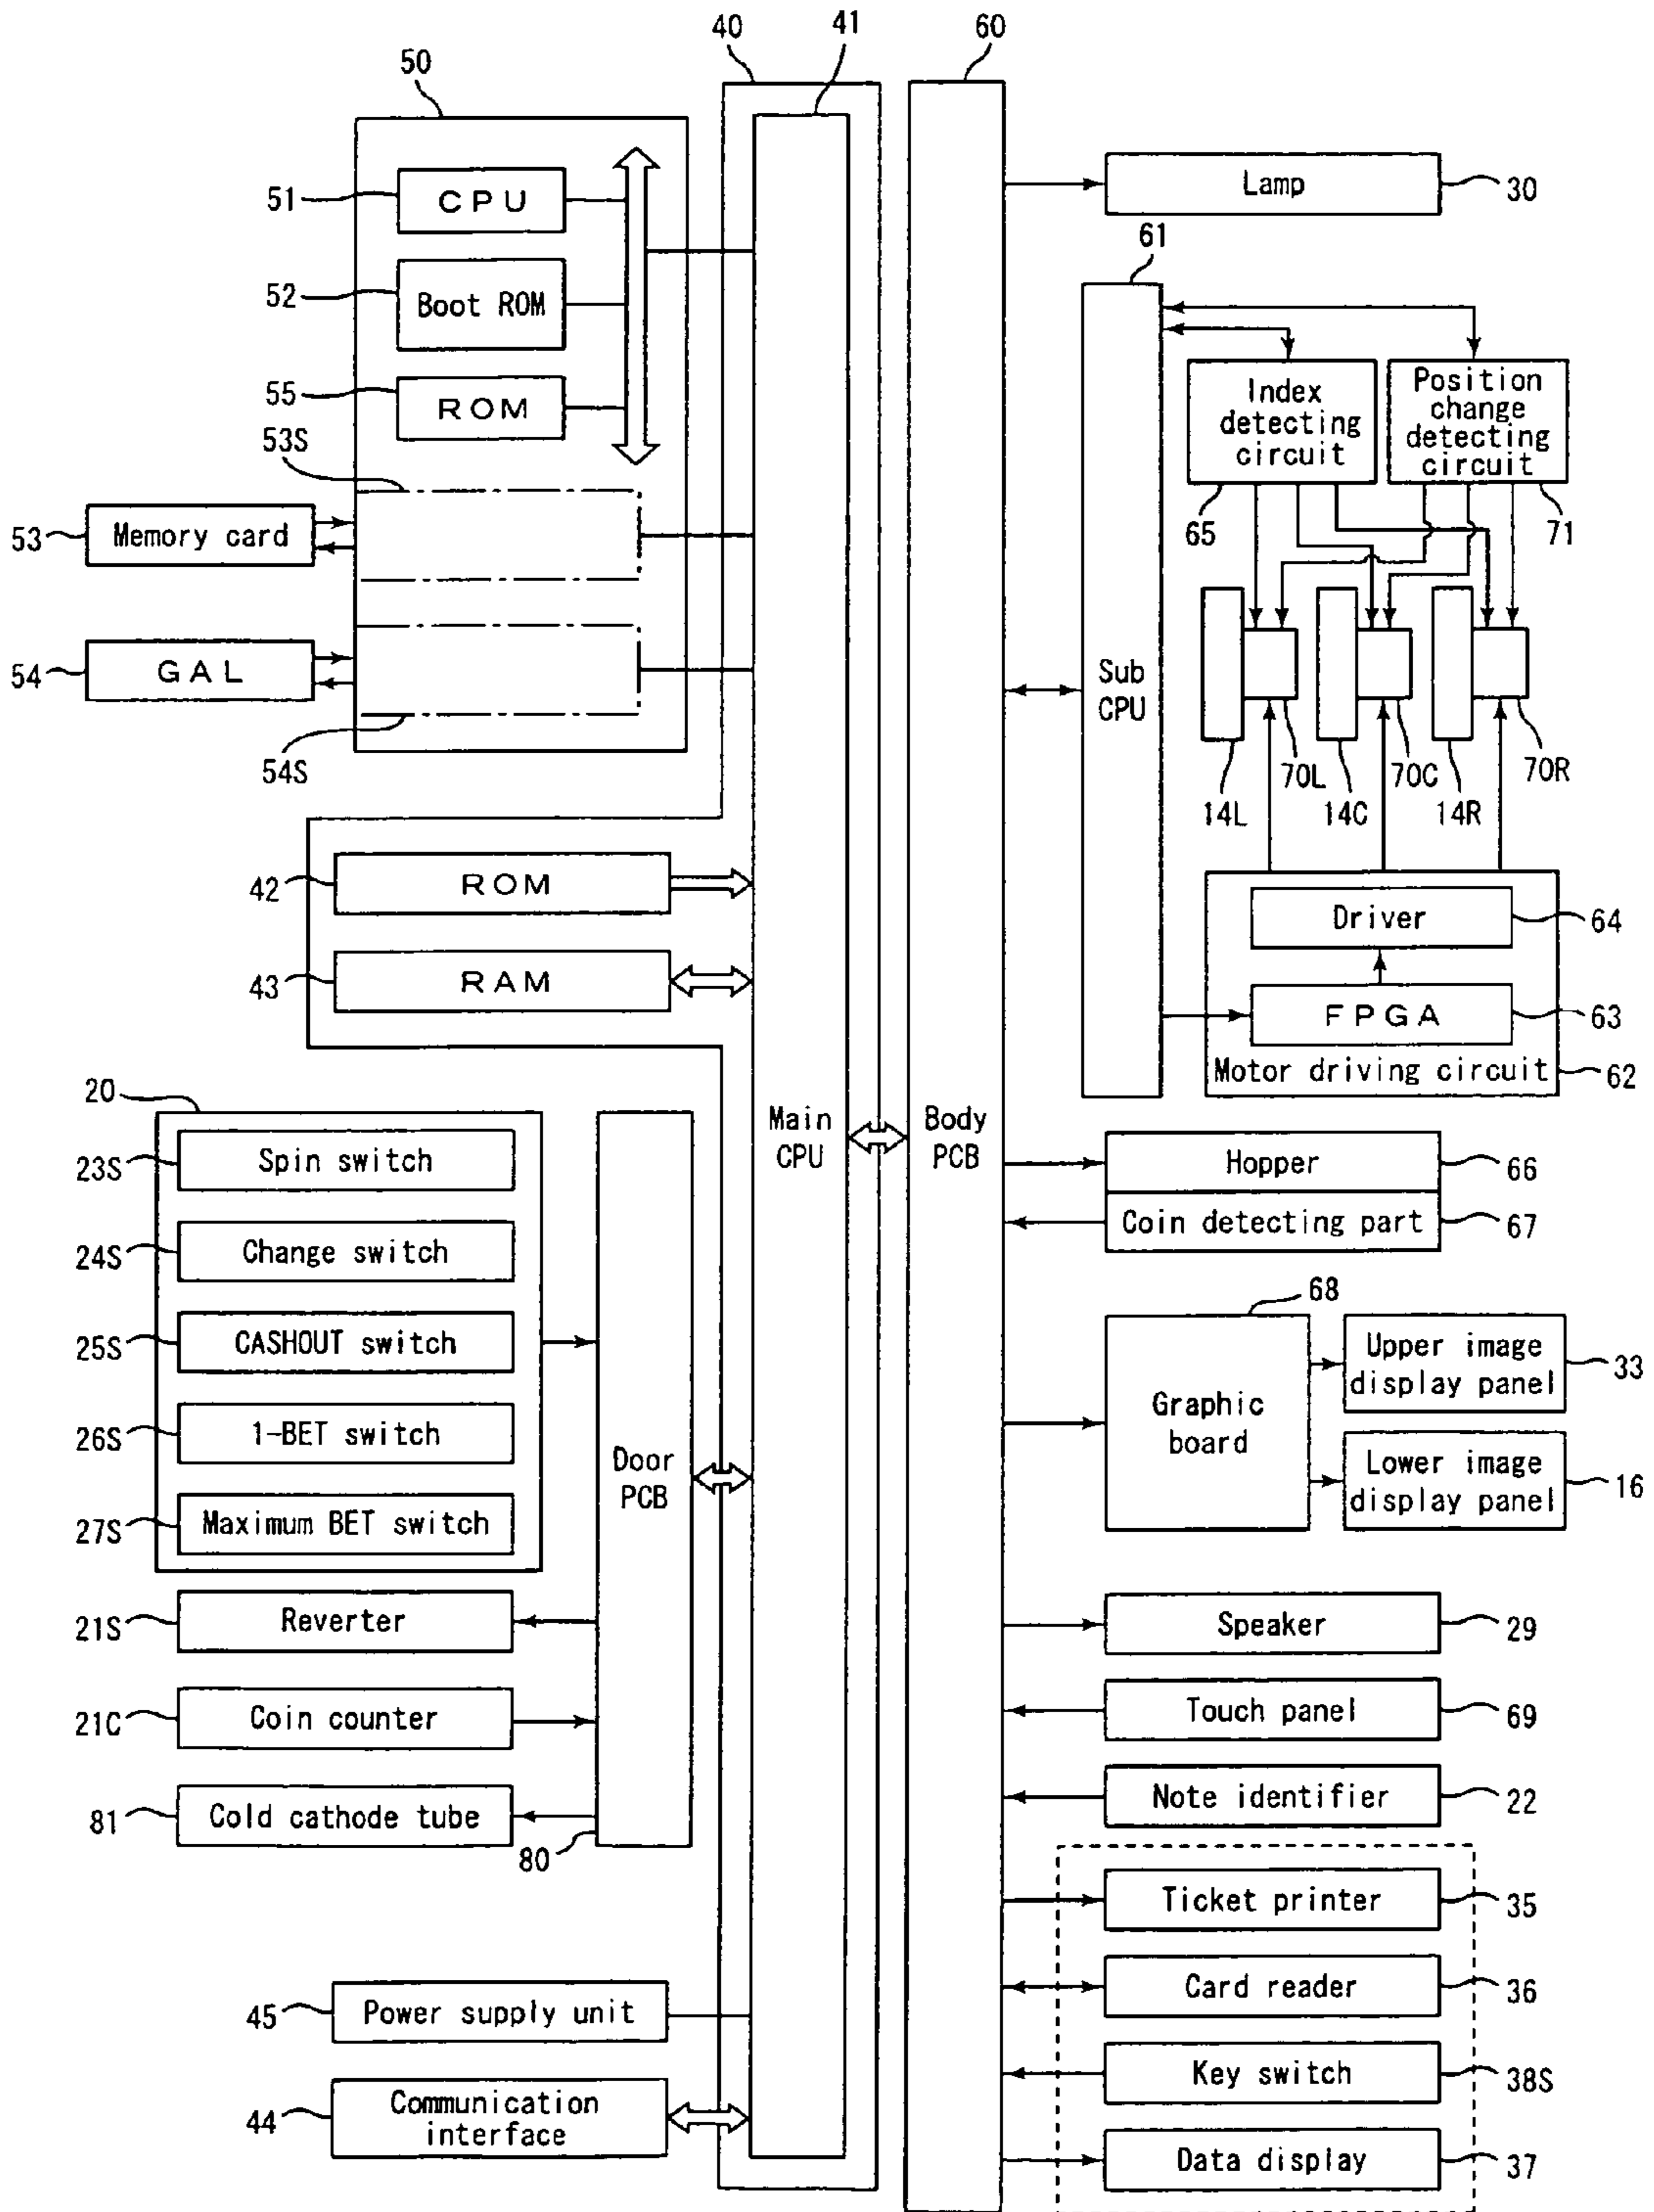 40
41
60
50
51
CPU
52
Boot ROM
55
ROM
53S
53
Memory card
54
GAL
54S
42
ROM
43
RAM
20
23S
Spin switch
24S
Change switch
25S
CASHOUT switch
26S
1-BET switch
27S
Maximum BET switch
21S
Reverter
21C
Coin counter
81
Cold cathode tube
80
Door
PCB
45
Power supply unit
44
Communication
interface
Main
CPU
Body
PCB
Lamp
30
61
Sub
CPU
Index
detecting
circuit
65
Position
change
detecting
circuit
71
14L
70L
14C
70C
14R
70R
Driver
64
FPGA
63
Motor driving circuit
62
Hopper
66
Coin detecting part
67
68
Graphic
board
Upper image
display panel
33
Lower image
display panel
16
Speaker
29
Touch panel
69
Note identifier
22
Ticket printer
35
Card reader
36
Key switch
38S
Data display
37